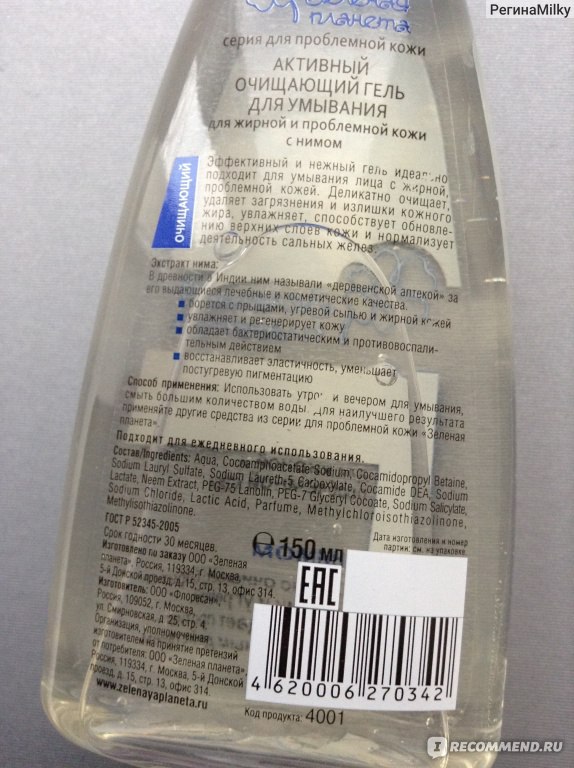 РегинаMilky
зеленая
планета
серия для проблемной кожи
АКТИВНЫЙ
ОЧИЩАЮЩИЙ ГЕЛЬ
ДЛЯ УМЫВАНИЯ
для жирной и проблемной кожи
с нимом
ОЧИЩАЮЩИЙ
Эффективный и нежный гель идеально
подходит для умывания лица с жирной,
проблемной кожей. Деликатно очищает,
удаляет загрязнения и излишки кожного
жира, увлажняет, способствует обновле-
нию верхних слоев кожи и нормализует
деятельность сальных желез.
Экстракт нима:
В древности в Индии ним называли «деревенской аптекой» за
его выдающиеся лечебные и косметические качества.
борется с прыщами, угревой сыпью и жирной кожей
увлажняет и регенерирует кожу
обладает бактериостатическим и противовоспали-
тельным действием
восстанавливает эластичность, уменьшает
постугревую пигментацию
Способ применения: Использовать утром и вечером для умывания,
смыть большим количеством воды. Для наилучшего результата
применяйте другие средства из серии для проблемной кожи «Зеленая
планета».
Подходит для ежедневного использования.
Состав/Ingredients: Aqua, Cocoamphoacetate Sodium, Cocamidopropyl Betaine,
Sodium Lauryl Sulfate, Sodium Laureth-5 Carboxylate, Cocamide DEA, Sodium
Lactate, Neem Extract, PEG-75 Lanolin, PEG-7 Glyceryl Cocoate, Sodium Salicylate,
Sodium Chloride, Lactic Acid, Parfume, Methylchloroisothiazolinone,
Methylisothiazolinone.
ГОСТ Р 52345-2005
Срок годности 30 месяцев.
Изготовлено по заказу ООО «Зеленая
планета», Россия, 119334, г. Москва,
5-й Донской проезд, д. 15, стр. 13, офис 314.
Изготовитель: ООО «Флоресан»,
Россия, 109052, г. Москва,
ул. Смирновская, д. 25, стр.
Организация, уполномоченная
изготовителем на принятие претензий
от потребителя: ООО «Зеленая планета»,
Россия, 119334, г. Москва, 5-й Донской
проезд, д. 15, стр. 13, офис 314.
www.zelenayaplaneta.ru
℮ 150 мл
Дата изготовления и номер
партии: см. на упаковке.
EAC
4 620006 270342
Код продукта: 4001
IRECOMMEND.RU